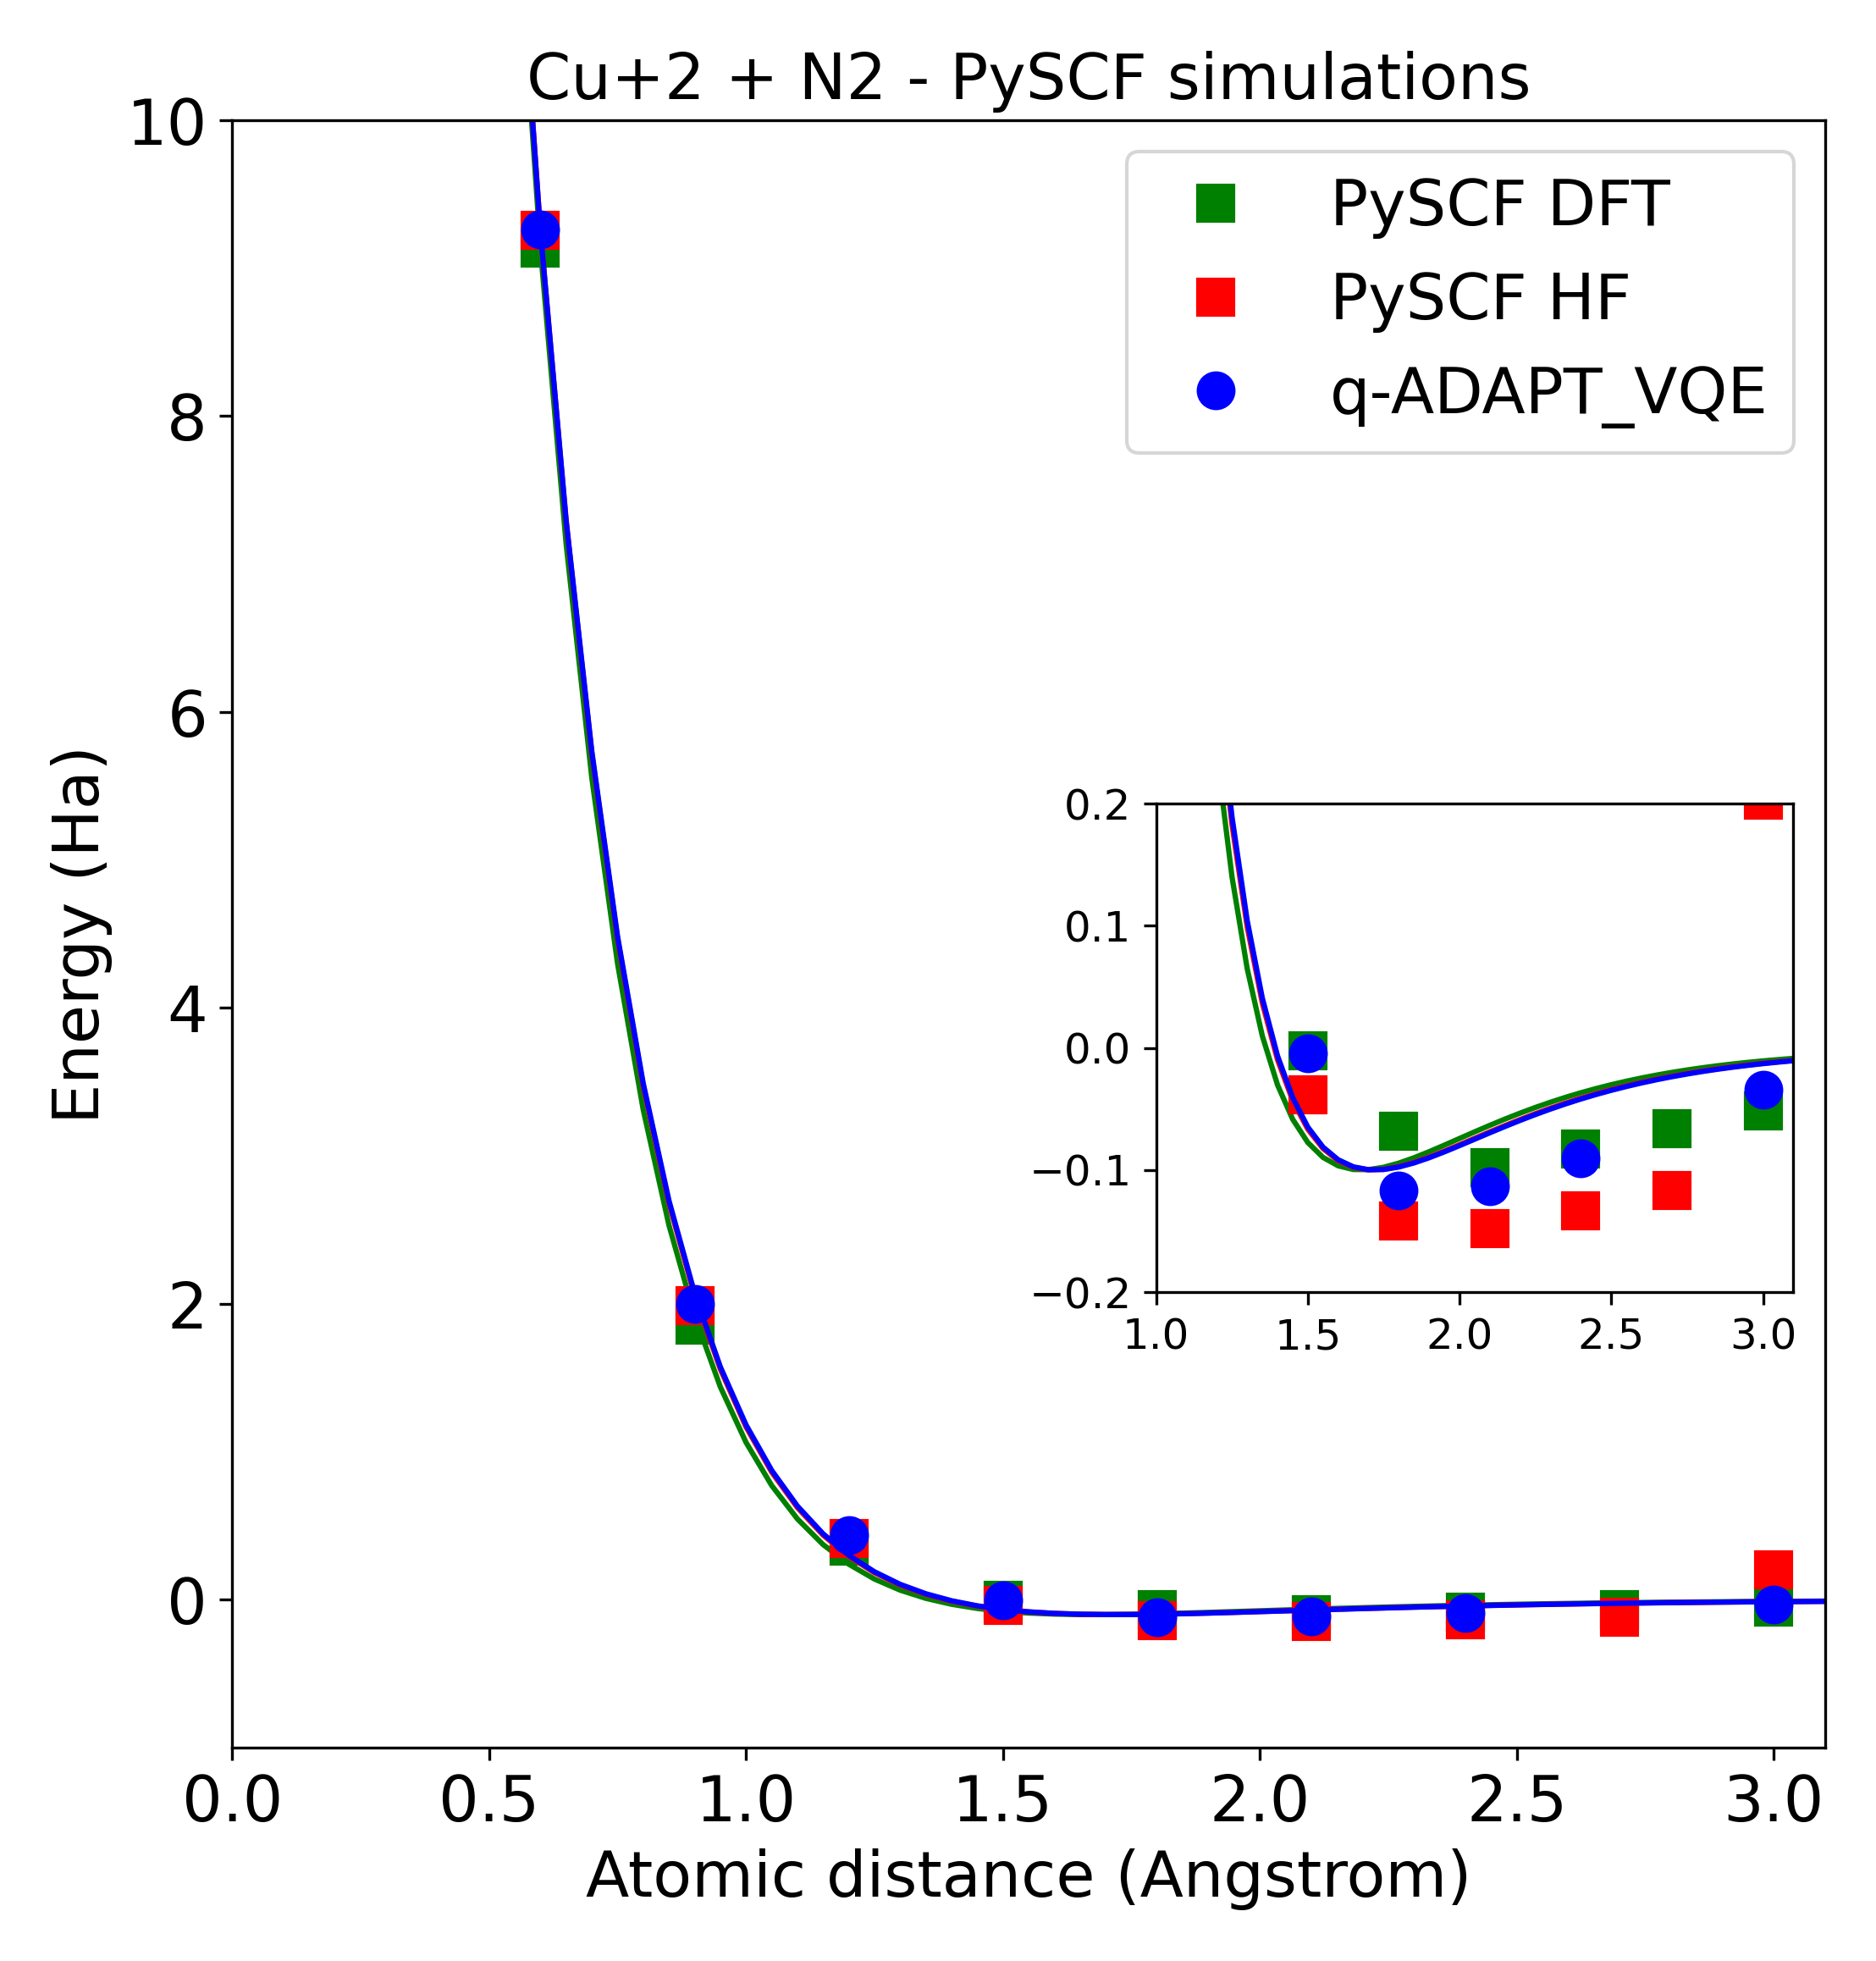 Cu+2 + N2 - PySCF simulations
10
8
6
4
2
0
Energy (Ha)
PySCF DFT
PySCF HF
q-ADAPT_VQE
0.2
0.1
0.0
−0.1
−0.2
1.0 1.5 2.0 2.5 3.0
0.0 0.5 1.0 1.5 2.0 2.5 3.0
Atomic distance (Angstrom)